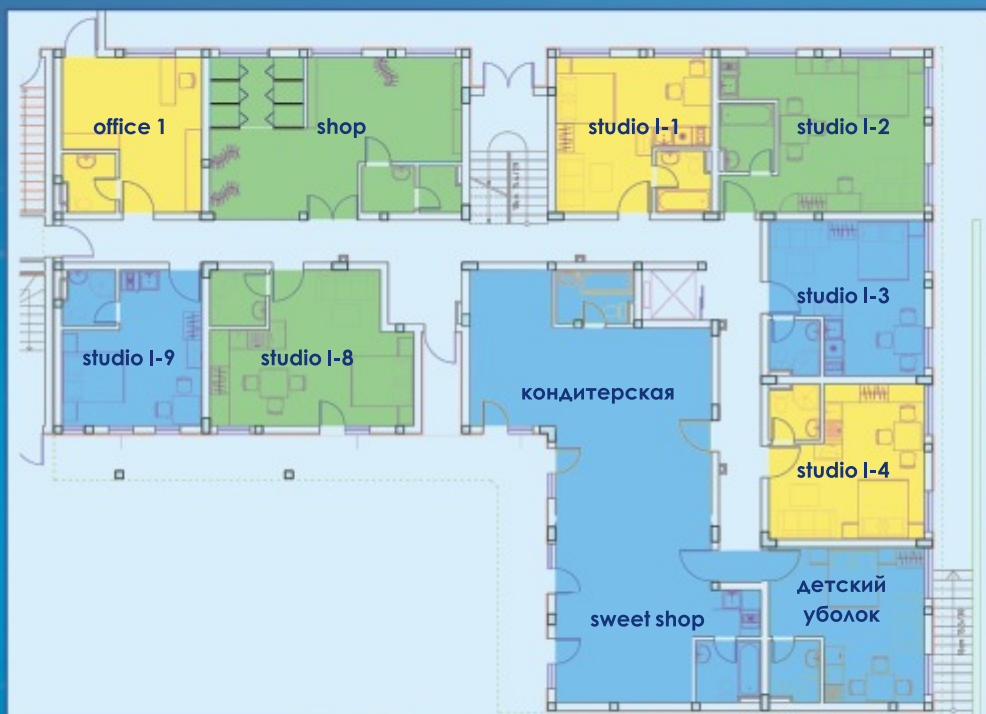 office 1
shop
studio I-1
studio I-2
studio I-3
studio I-9
studio I-8
кондитерская
studio I-4
детский
уболок
sweet shop